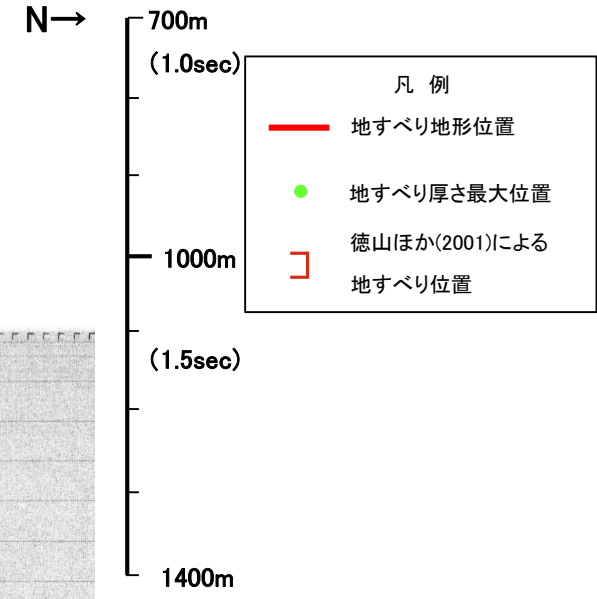 N→
700m
(1.0sec)
凡 例
地すべり地形位置
地すべり厚さ最大位置
徳山ほか(2001)による
地すべり位置
1000m
(1.5sec)
1400m